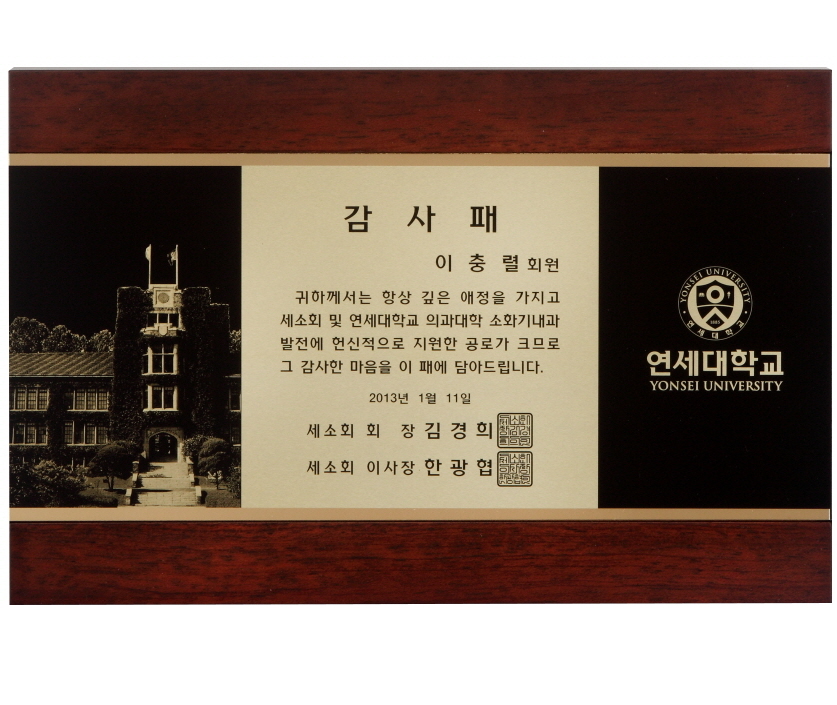 감 사 패
이 충 렬 회원
귀하께서는 항상 깊은 애정을 가지고
세소회 및 연세대학교 의과대학 소화기내과
발전에 헌신적으로 지원한 공로가 크므로
그 감사한 마음을 이 패에 담아드립니다.
2013년 1월 11일
세소회 회 장 김 경 희
세소회 이사장 한 광 협
YONSEI UNIVERSITY
1885
연세대학교
연세대학교
YONSEI UNIVERSITY